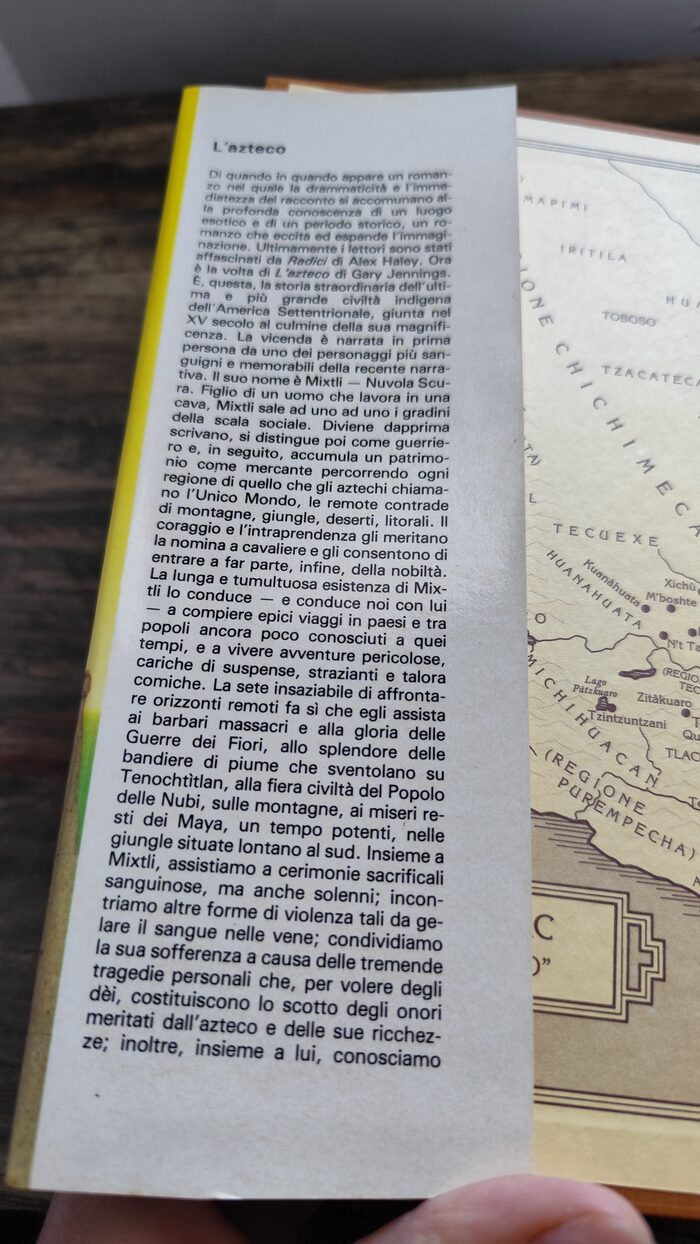 L'azteco
Di quando in quando appare un roman-
zo nel quale la drammaticità e l'imme-
diatezza del racconto si accomunano al-
la profonda conoscenza di un luogo
esotico e di un periodo storico, un ro-
manzo che eccita ed espande l'immagi-
nazione. Ultimamente i lettori sono stati
affascinati da Radici di Alex Haley. Ora
è la volta di L'azteco di Gary Jennings.
È, questa, la storia straordinaria dell'ulti-
ma e più grande civiltà indigena
dell'America Settentrionale, giunta nel
XV secolo al culmine della sua magnifi-
cenza. La vicenda è narrata in prima
persona da uno dei personaggi più san-
guigni e memorabili della recente narra-
tiva. Il suo nome è Mixtli — Nuvola Scu-
ra. Figlio di un uomo che lavora in una
cava, Mixtli sale ad uno ad uno i gradini
della scala sociale. Diviene dapprima
scrivano, si distingue poi come guerrie-
ro e, in seguito, accumula un patrimo-
nio come mercante percorrendo ogni
regione di quello che gli aztechi chiama-
no l'Unico Mondo, le remote contrade
di montagne, giungle, deserti, litorali. Il
coraggio e l'intraprendenza gli meritano
la nomina a cavaliere e gli consentono di
entrare a far parte, infine, della nobiltà.
La lunga e tumultuosa esistenza di Mix-
tli lo conduce — e conduce noi con lui
— a compiere epici viaggi in paesi e tra
popoli ancora poco conosciuti a quei
tempi, e a vivere avventure pericolose,
cariche di suspense, strazianti e talora
comiche. La sete insaziabile di affronta-
re orizzonti remoti fa sì che egli assista
ai barbari massacri e alla gloria delle
Guerre dei Fiori, allo splendore delle
bandiere di piume che sventolano su
Tenochtìtlan, alla fiera civiltà del Popolo
delle Nubi, sulle montagne, ai miseri re-
sti dei Maya, un tempo potenti, nelle
giungle situate lontano al sud. Insieme a
Mixtli, assistiamo a cerimonie sacrificali
sanguinose, ma anche solenni; incon-
triamo altre forme di violenza tali da ge-
lare il sangue nelle vene; condividiamo
la sua sofferenza a causa delle tremende
tragedie personali che, per volere degli
dèi, costituiscono lo scotto degli onori
meritati dall'azteco e delle sue ricchez-
ze; inoltre, insieme a lui, conosciamo
MAPIMI
IRITILA
HU
TOBOSO
TZACATECA
IONE CHICHIMECA
L
TECUEXE
HUANAHUATA
Kuanàhuata
Xichù
M'boshte
N't Ta
O
(REGIO
TEC
Lago
Pàtzkuaro
Zitàkuaro
T
Tzintzuntzani
Qu
MICHIHUACAN
TLAC
(REGIONE
PURÉMPECHA)
TO
A
C
O"